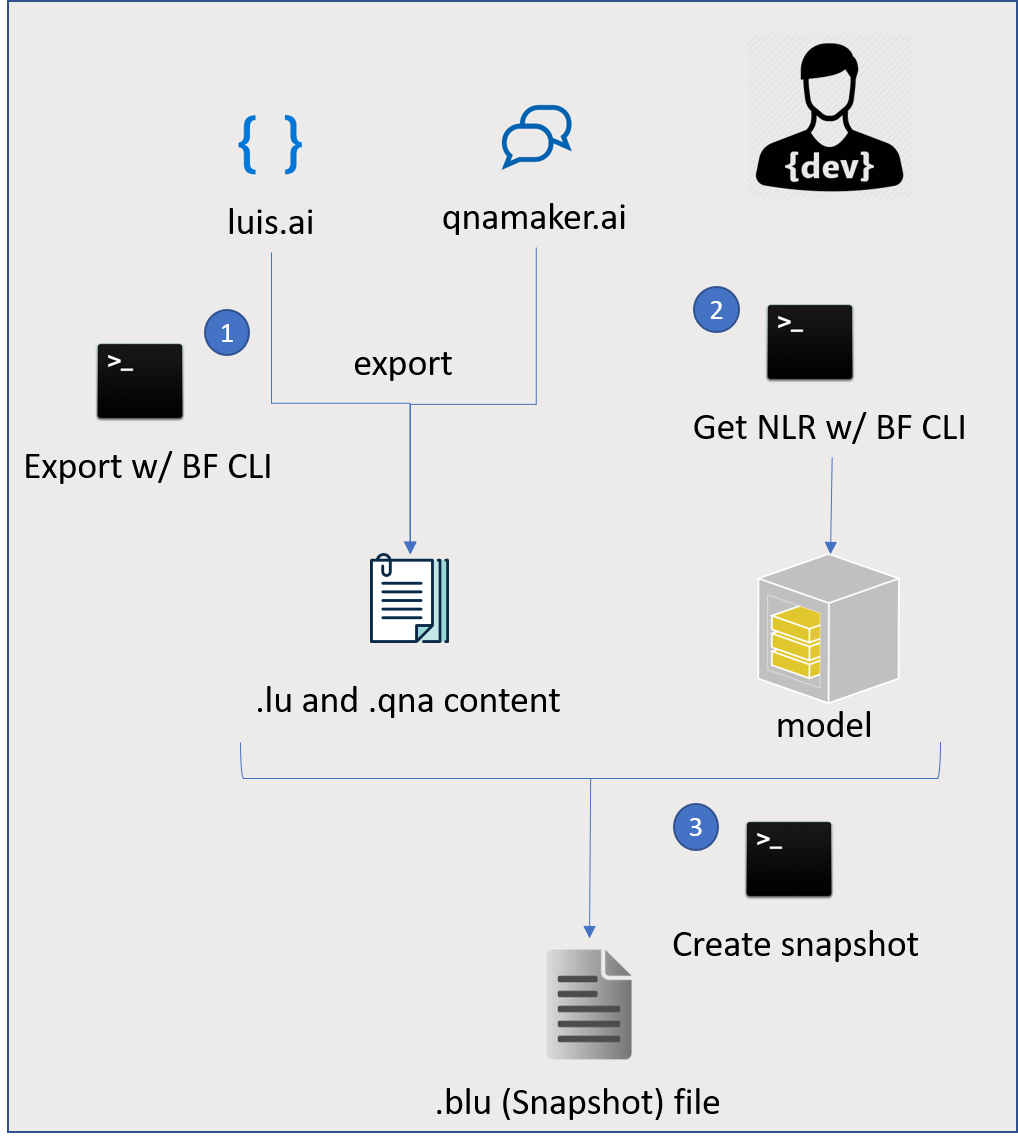 { }
{dev}
luis.ai
qnamaker.ai
1
2
>_
>_
export
Get NLR w/ BF CLI
Export w/ BF CLI
.lu and .qna content
model
3
>_
Create snapshot
.blu (Snapshot) file